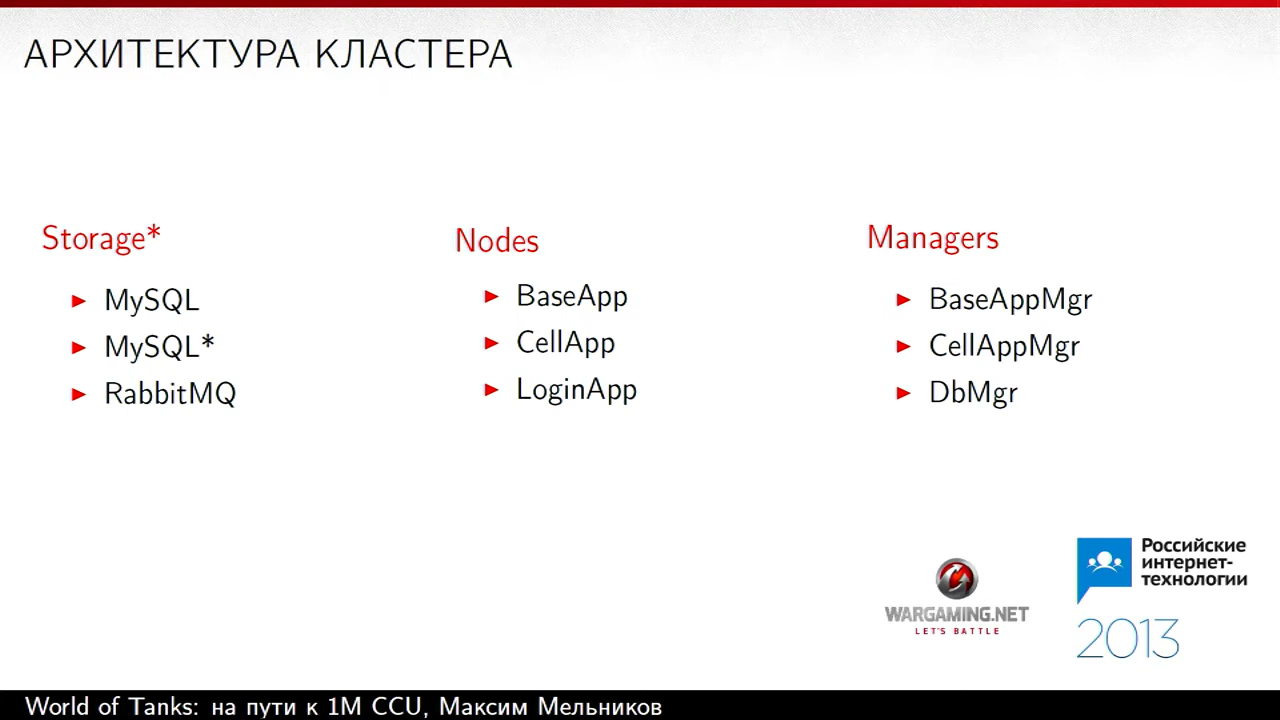 АРХИТЕКТУРА КЛАСТЕРА
Storage*
MySQL
MySQL*
RabbitMQ
Nodes
BaseApp
CellApp
LoginApp
Managers
BaseAppMgr
CellAppMgr
DbMgr
WARGAMING.NET
LET'S BATTLE
Российские
интернет-
технологии
2013
World of Tanks: на пути к 1M CCU, Максим Мельников